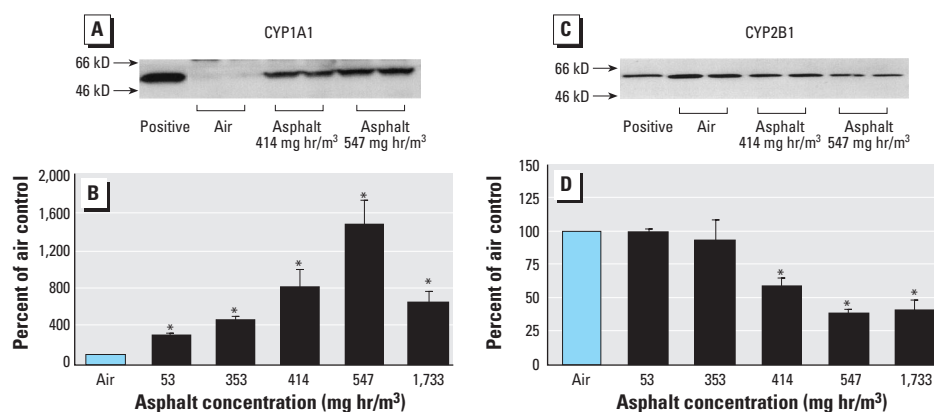 A
CYP1A1
66 kD
46 kD
Positive
Air
Asphalt
414 mg hr/m³
Asphalt
547 mg hr/m³
C
CYP2B1
66 kD
46 kD
Positive
Air
Asphalt
414 mg hr/m³
Asphalt
547 mg hr/m³
B
Percent of air control
2,000
1,600
1,200
800
400
0
*
*
*
*
*
Air
53
353
414
547
1,733
Asphalt concentration (mg hr/m³)
D
Percent of air control
150
125
100
75
50
25
0
*
*
*
Air
53
353
414
547
1,733
Asphalt concentration (mg hr/m³)